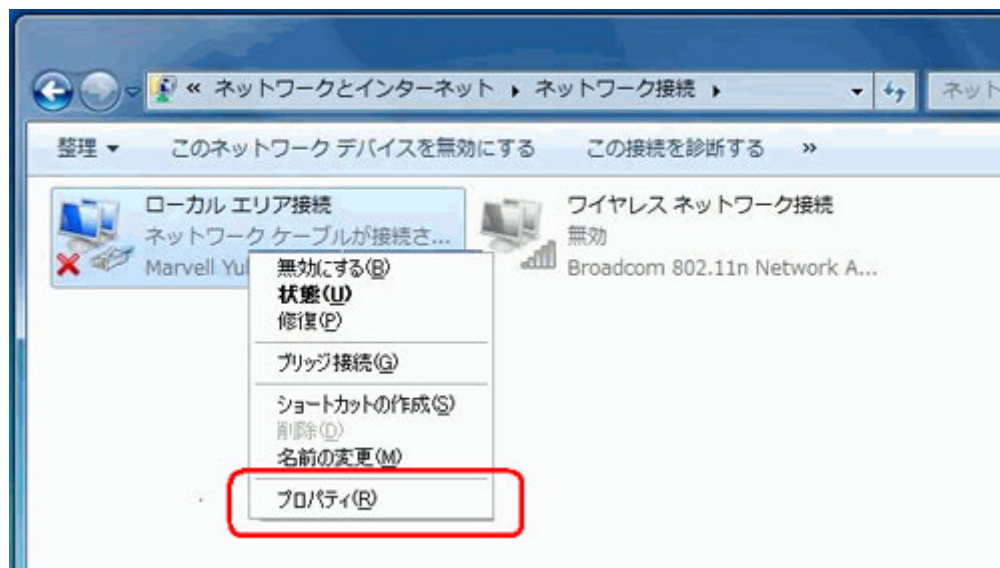 « ネットワークとインターネット ▸ ネットワーク接続 ▸ ネット
整理 ▼ このネットワーク デバイスを無効にする この接続を診断する »
ローカル エリア接続
ネットワーク ケーブルが接続さ...
Marvell Yu
ワイヤレス ネットワーク接続
無効
Broadcom 802.11n Network A...
無効にする(B)
状態(U)
修復(P)
ブリッジ接続(G)
ショートカットの作成(S)
削除(D)
名前の変更(M)
プロパティ(R)